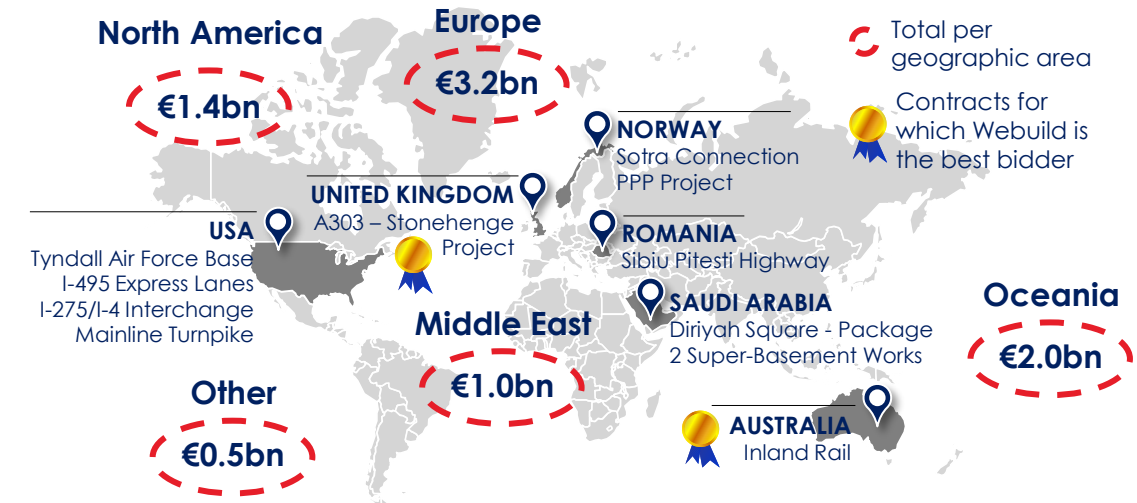 North America
€1.4bn
Europe
€3.2bn
Total per
geographic area
Contracts for
which Webuild is
the best bidder
NORWAY
Sotra Connection
PPP Project
UNITED KINGDOM
A303 – Stonehenge
Project
USA
Tyndall Air Force Base
I-495 Express Lanes
I-275/I-4 Interchange
Mainline Turnpike
ROMANIA
Sibiu Pitesti Highway
SAUDI ARABIA
Diriyah Square - Package
2 Super-Basement Works
Middle East
€1.0bn
Oceania
€2.0bn
Other
€0.5bn
AUSTRALIA
Inland Rail